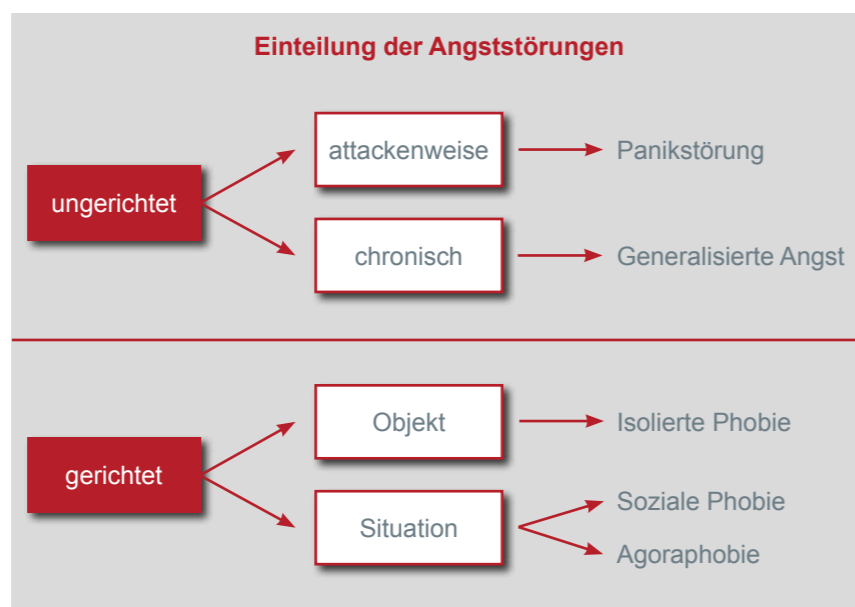 Einteilung der Angststörungen
ungerichtet
attackenweise
Panikstörung
chronisch
Generalisierte Angst
gerichtet
Objekt
Isolierte Phobie
Situation
Soziale Phobie
Agoraphobie